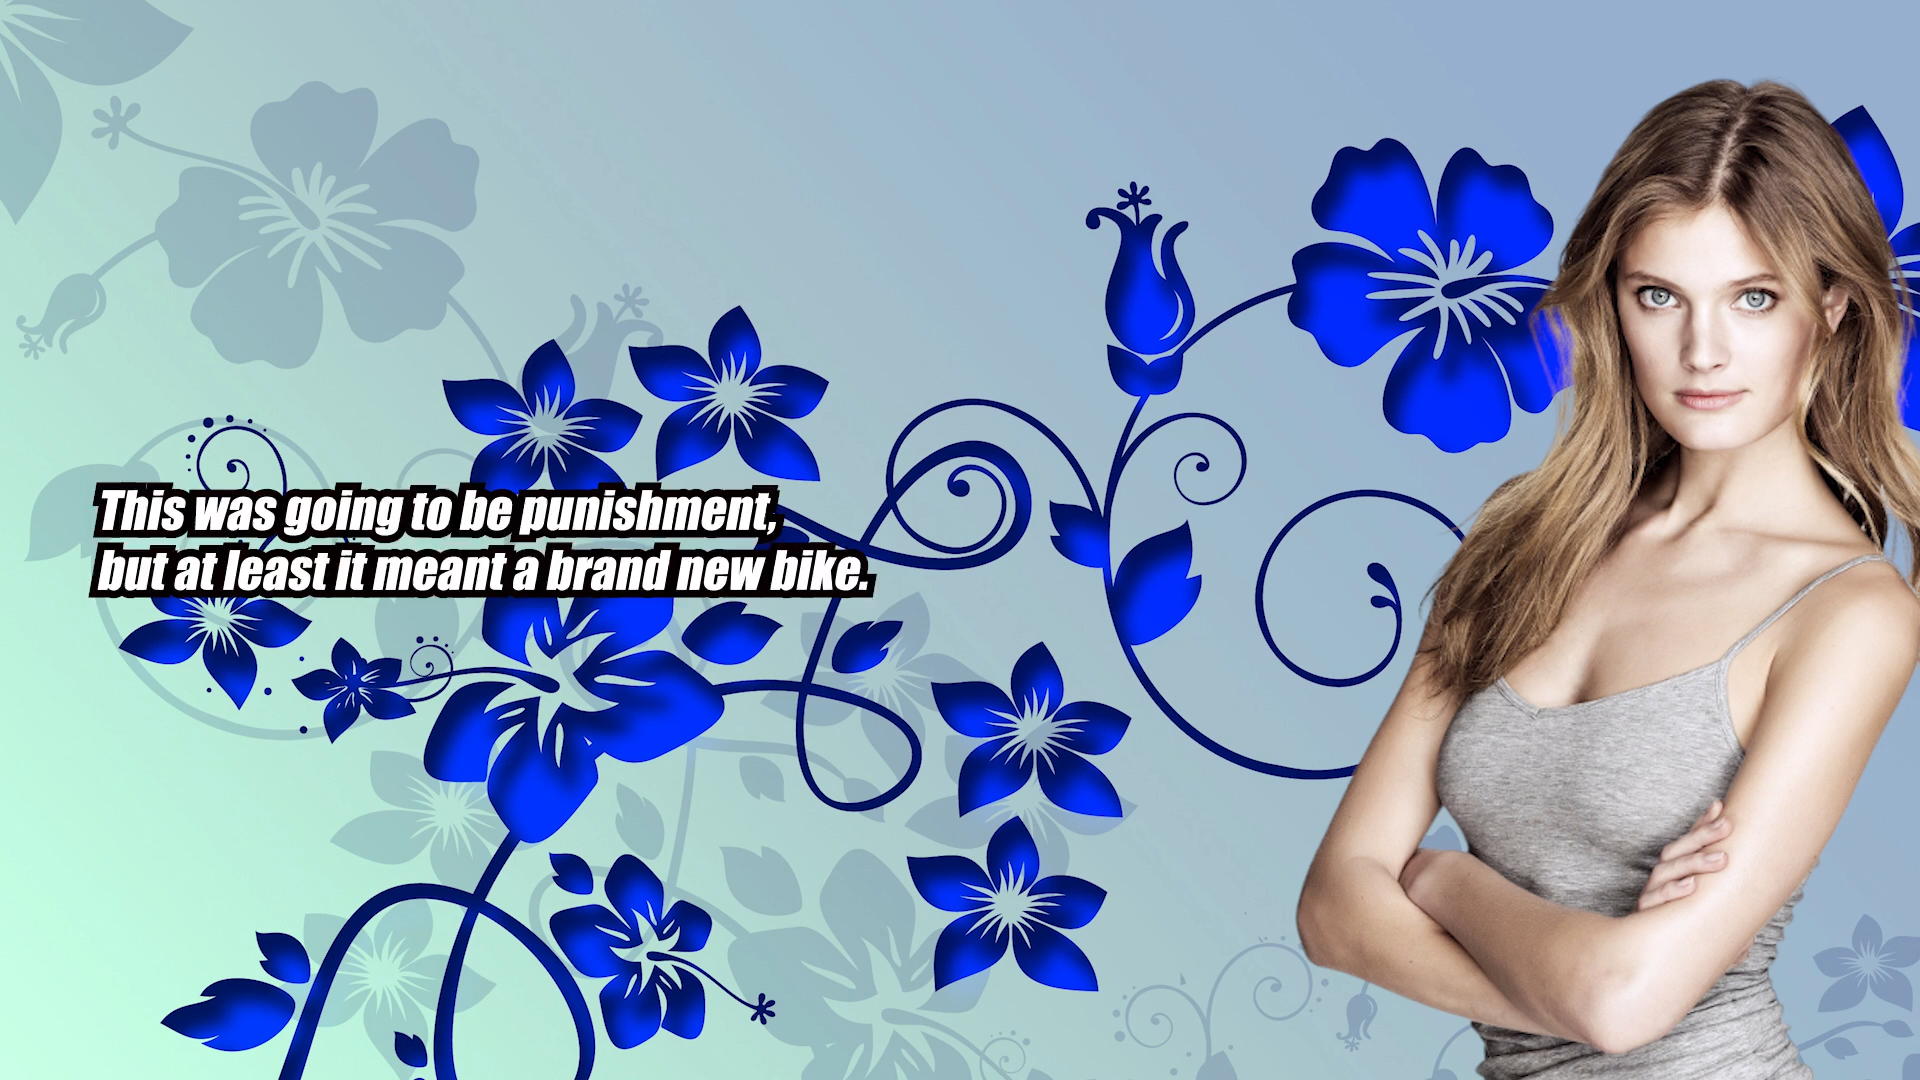 This was going to be punishment,
but at least it meant a brand new bike.